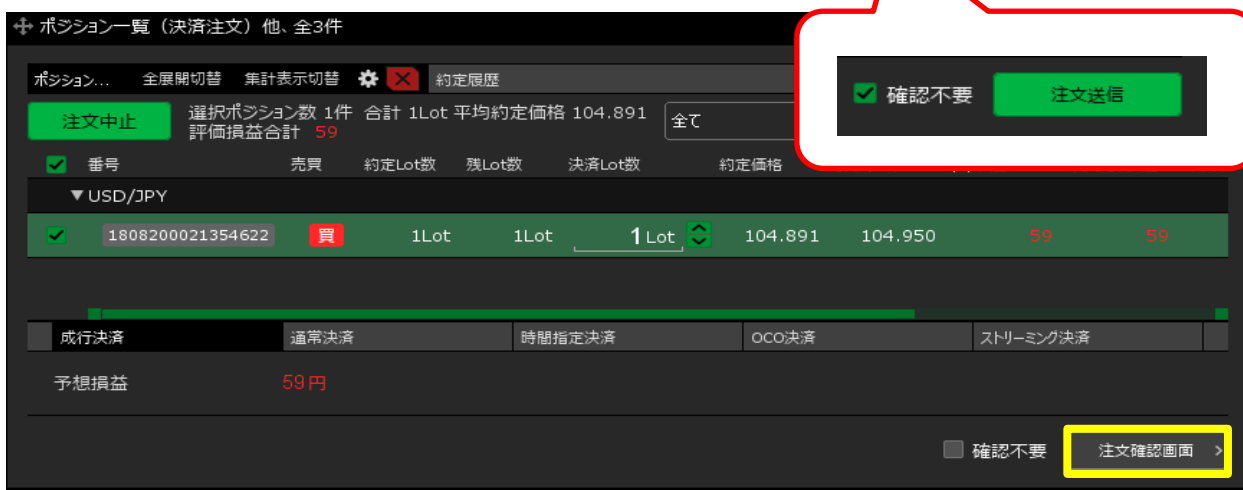 ポジション一覧（決済注文）他、全3件
ポジション... 全展開切替 集計表示切替 約定履歴
確認不要 注文送信
注文中止 選択ポジション数 1件 合計 1Lot 平均約定価格 104.891 全て
評価損益合計 59
番号 売買 約定Lot数 残Lot数 決済Lot数 約定価格
▼USD/JPY
1808200021354622 買 1Lot 1Lot 1Lot 104.891 104.950 59 59
成行決済 通常決済 時間指定決済 OCO決済 ストリーミング決済
予想損益 59円
確認不要 注文確認画面 >